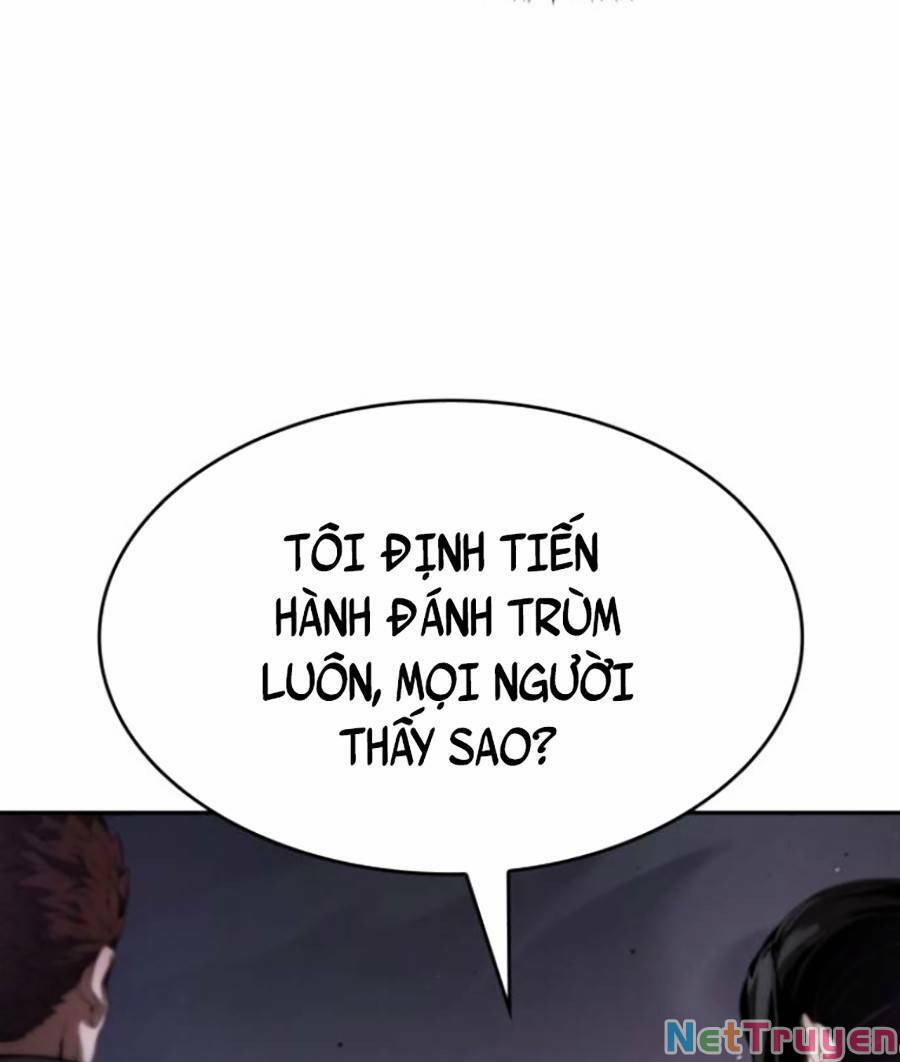 TÔI ĐỊNH TIẾN
HÀNH ĐÁNH TRÙM
LUÔN, MỌI NGƯỜI
THẤY SAO?
NetTruyen